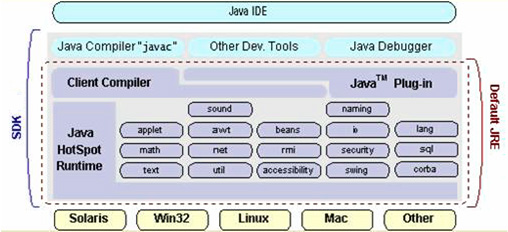 Java IDE
Java Compiler "javac" Other Dev. Tools Java Debugger
Client Compiler Java™ Plug-in
sound naming
applet awt beans io lang
math net rmi security sql
text util accessibility swing corba
Java
HotSpot
Runtime
SDK
Default JRE
Solaris Win32 Linux Mac Other